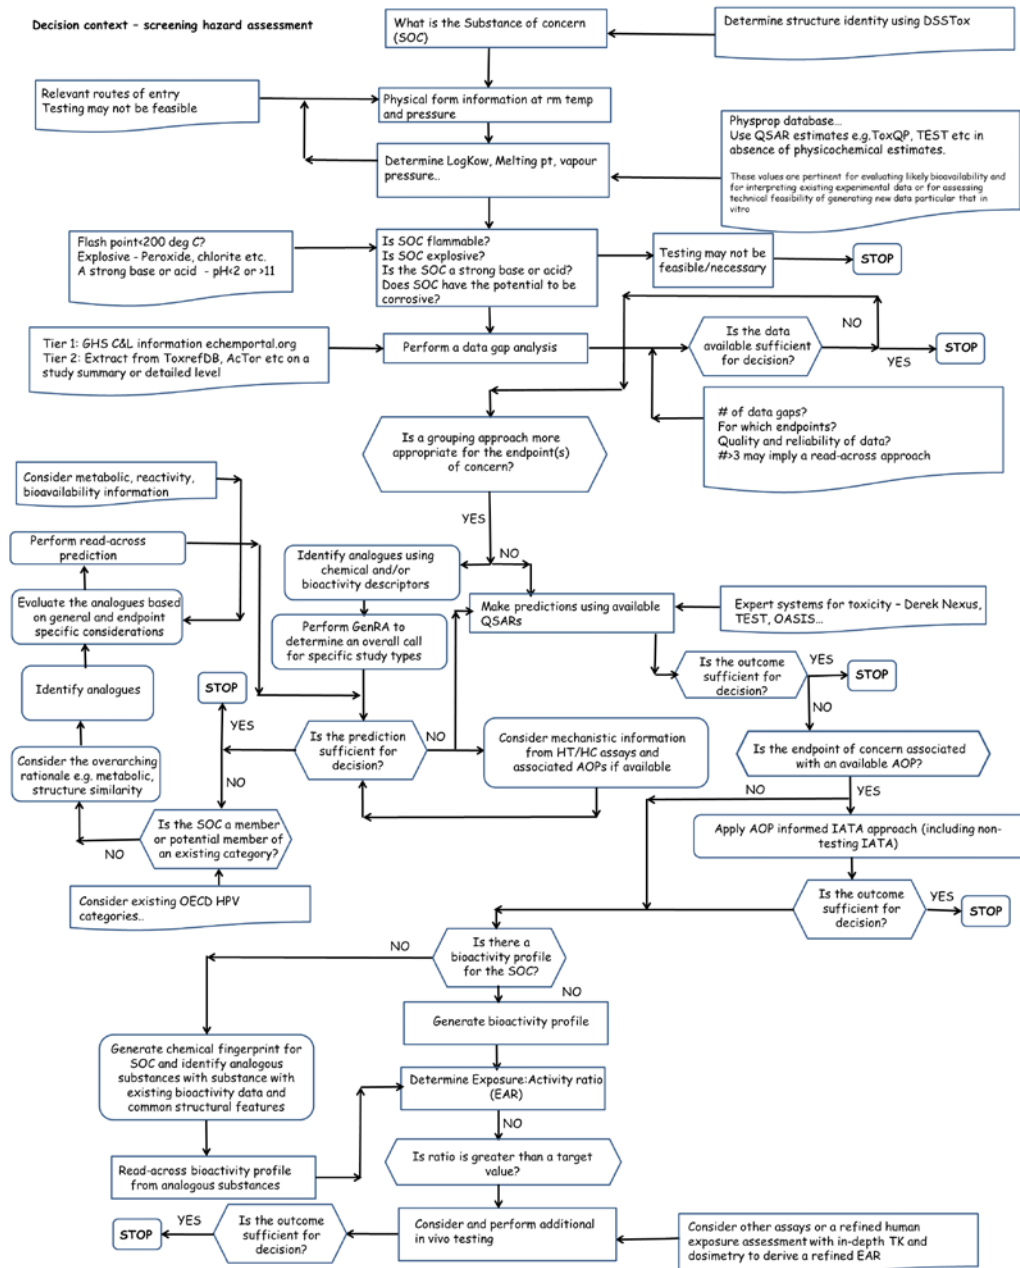 Decision context - screening hazard assessment
What is the Substance of concern
(SOC)
Determine structure identity using DSSTox
Relevant routes of entry
Testing may not be feasible
Physical form information at rm temp
and pressure
Physprop database...
Use QSAR estimates e.g.ToxQP, TEST etc in
absence of physicochemical estimates.
These values are pertinent for evaluating likely bioavailability and
for interpreting existing experimental data or for assessing
technical feasibility of generating new data particular that in
vitro
Determine LogKow, Melting pt, vapour
pressure..
Flash point<200 deg C?
Explosive - Peroxide, chlorite etc.
A strong base or acid - pH<2 or >11
Is SOC flammable?
Is SOC explosive?
Is the SOC a strong base or acid?
Does SOC have the potential to be
corrosive?
Testing may not be
feasible/necessary
STOP
Tier 1: GHS C&L information echemportal.org
Tier 2: Extract from ToxrefDB, AcTor etc on a
study summary or detailed level
Perform a data gap analysis
Is the data
available sufficient
for decision?
NO
YES
STOP
# of data gaps?
For which endpoints?
Quality and reliability of data?
#>3 may imply a read-across approach
Is a grouping approach more
appropriate for the endpoint(s)
of concern?
Consider metabolic, reactivity,
bioavailability information
YES
NO
Perform read-across
prediction
Identify analogues using
chemical and/or
bioactivity descriptors
Evaluate the analogues based
on general and endpoint
specific considerations
Perform GenRA to
determine an overall call
for specific study types
Make predictions using available
QSARs
Expert systems for toxicity – Derek Nexus,
TEST, OASIS...
Is the outcome
sufficient for
decision?
YES
STOP
NO
Identify analogues
STOP
YES
Is the prediction
sufficient for
decision?
NO
Consider mechanistic information
from HT/HC assays and
associated AOPs if available
Is the endpoint of concern associated
with an available AOP?
Consider the overarching
rationale e.g. metabolic,
structure similarity
NO
NO
YES
Is the SOC a member
or potential member of
an existing category?
NO
Apply AOP informed IATA approach (including non-
testing IATA)
Consider existing OECD HPV
categories..
Is the outcome
sufficient for
decision?
YES
STOP
NO
Is there a
bioactivity profile
for the SOC?
NO
Generate bioactivity profile
Generate chemical fingerprint for
SOC and identify analogous
substances with substance with
existing bioactivity data and
common structural features
Determine Exposure:Activity ratio
(EAR)
NO
Is ratio is greater than a target
value?
Read-across bioactivity profile
from analogous substances
STOP
YES
Is the outcome
sufficient for
decision?
Consider and perform additional
in vivo testing
Consider other assays or a refined human
exposure assessment with in-depth TK and
dosimetry to derive a refined EAR